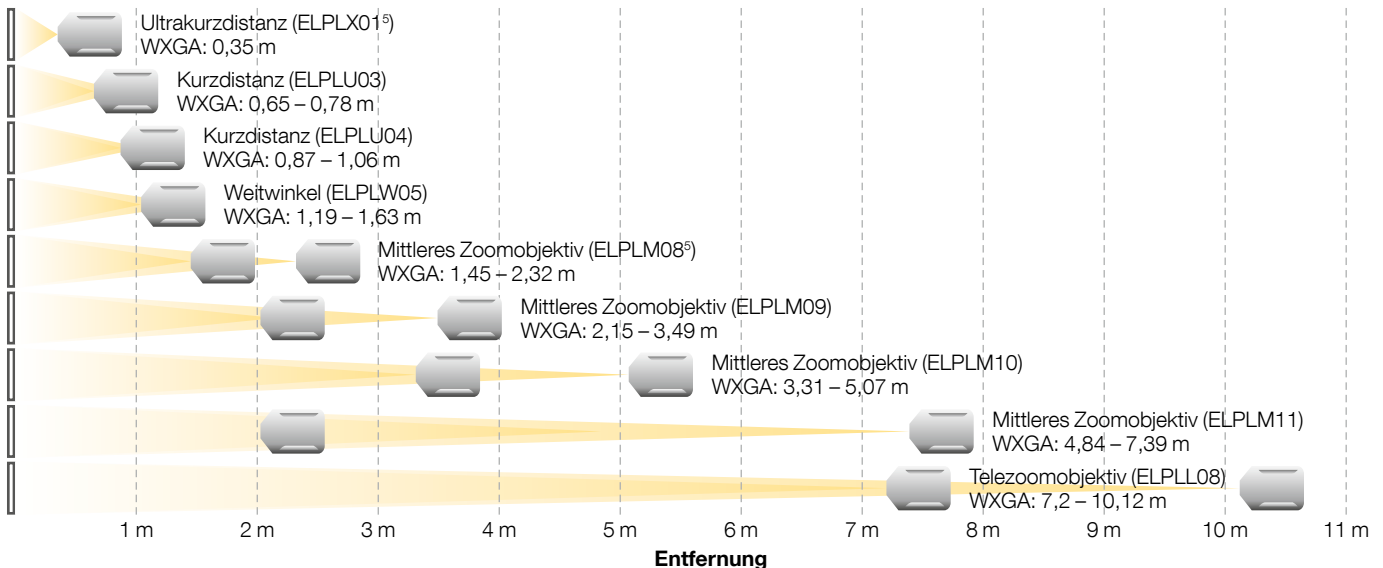 Ultrakurzdistanz (ELPLX01⁵)
WXGA: 0,35 m
Kurzdistanz (ELPLU03)
WXGA: 0,65 – 0,78 m
Kurzdistanz (ELPLU04)
WXGA: 0,87 – 1,06 m
Weitwinkel (ELPLW05)
WXGA: 1,19 – 1,63 m
Mittleres Zoomobjektiv (ELPLM08⁵)
WXGA: 1,45 – 2,32 m
Mittleres Zoomobjektiv (ELPLM09)
WXGA: 2,15 – 3,49 m
Mittleres Zoomobjektiv (ELPLM10)
WXGA: 3,31 – 5,07 m
Mittleres Zoomobjektiv (ELPLM11)
WXGA: 4,84 – 7,39 m
Telezoomobjektiv (ELPLL08)
WXGA: 7,2 – 10,12 m
1 m 2 m 3 m 4 m 5 m 6 m 7 m 8 m 9 m 10 m 11 m
Entfernung